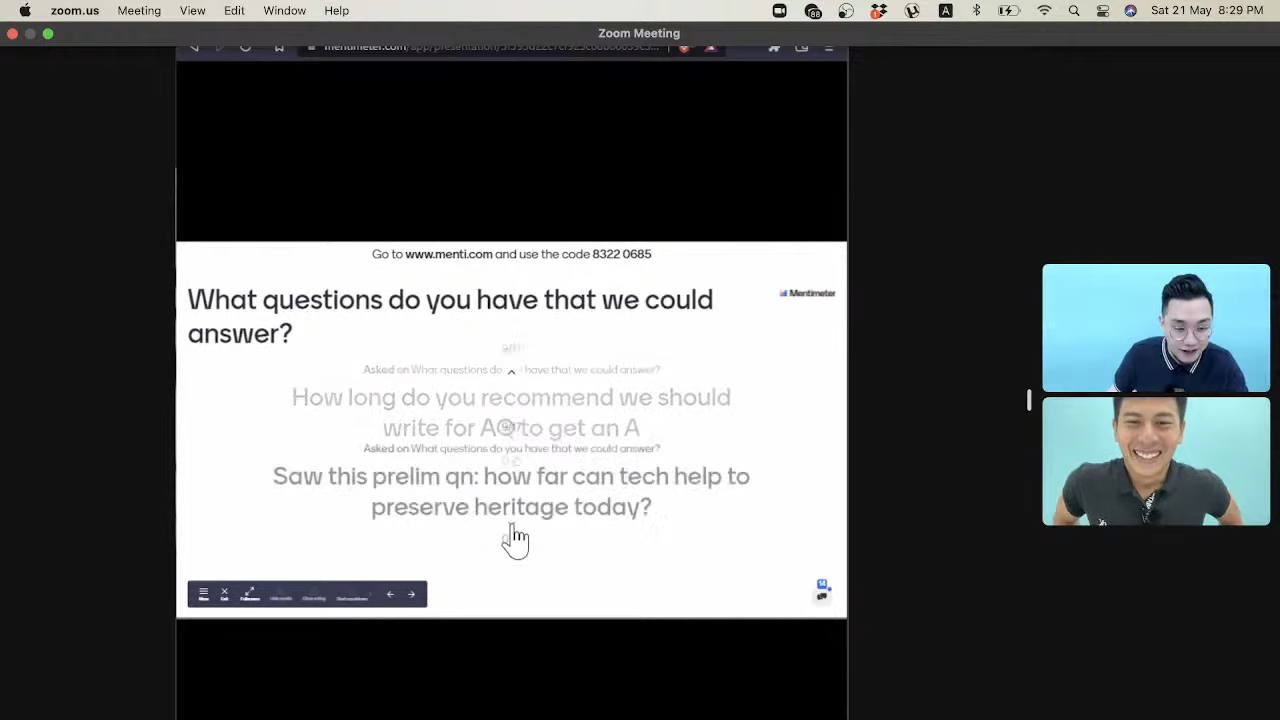 zoom.us Meeting View Edit Window Help
Sat 21 May 8:29 PM
Zoom Meeting
Go to www.menti.com and use the code 8322 0685
What questions do you have that we could
answer?
Mentimeter
Asked on What questions do have that we could answer?
How long do you recommend we should
write for AQ to get an A
Asked on What questions do you have that we could answer?
Saw this prelim qn: how far can tech help to
preserve heritage today?
14